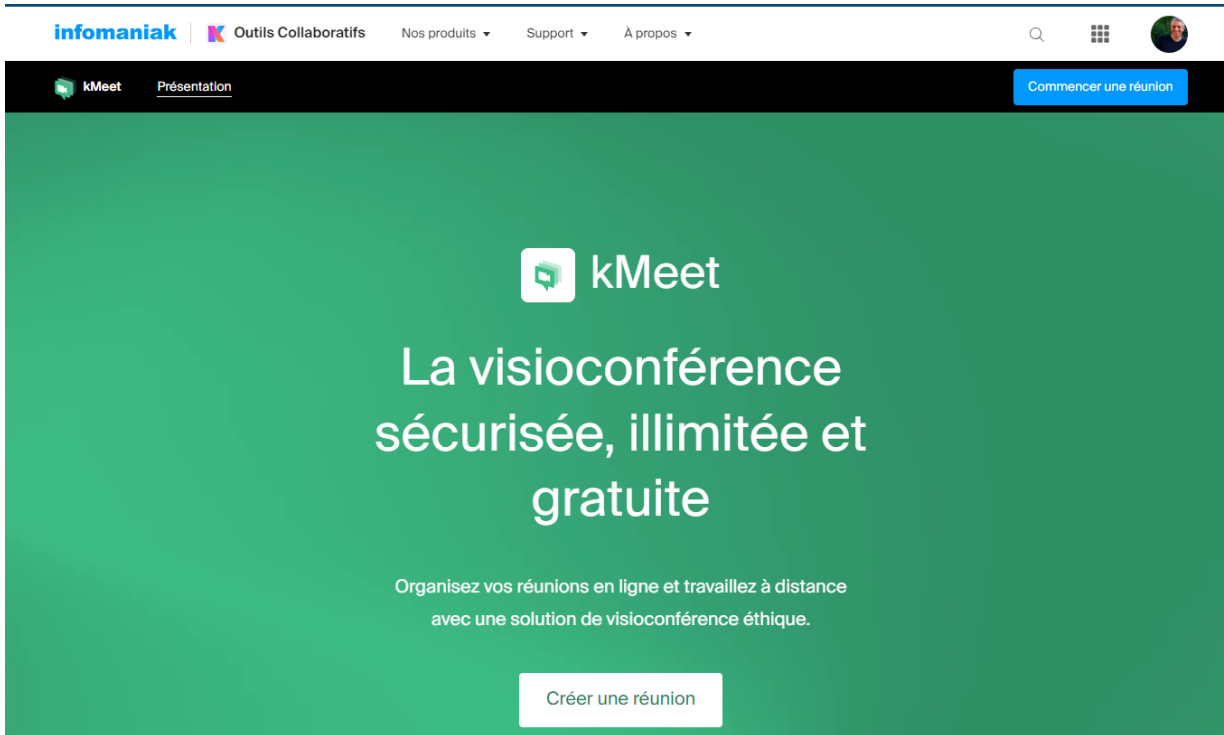 infomaniak Outils Collaboratifs Nos produits Support À propos
kMeet Présentation Commencer une réunion
kMeet
La visioconférence
sécurisée, illimitée et
gratuite
Organisez vos réunions en ligne et travaillez à distance
avec une solution de visioconférence éthique.
Créer une réunion